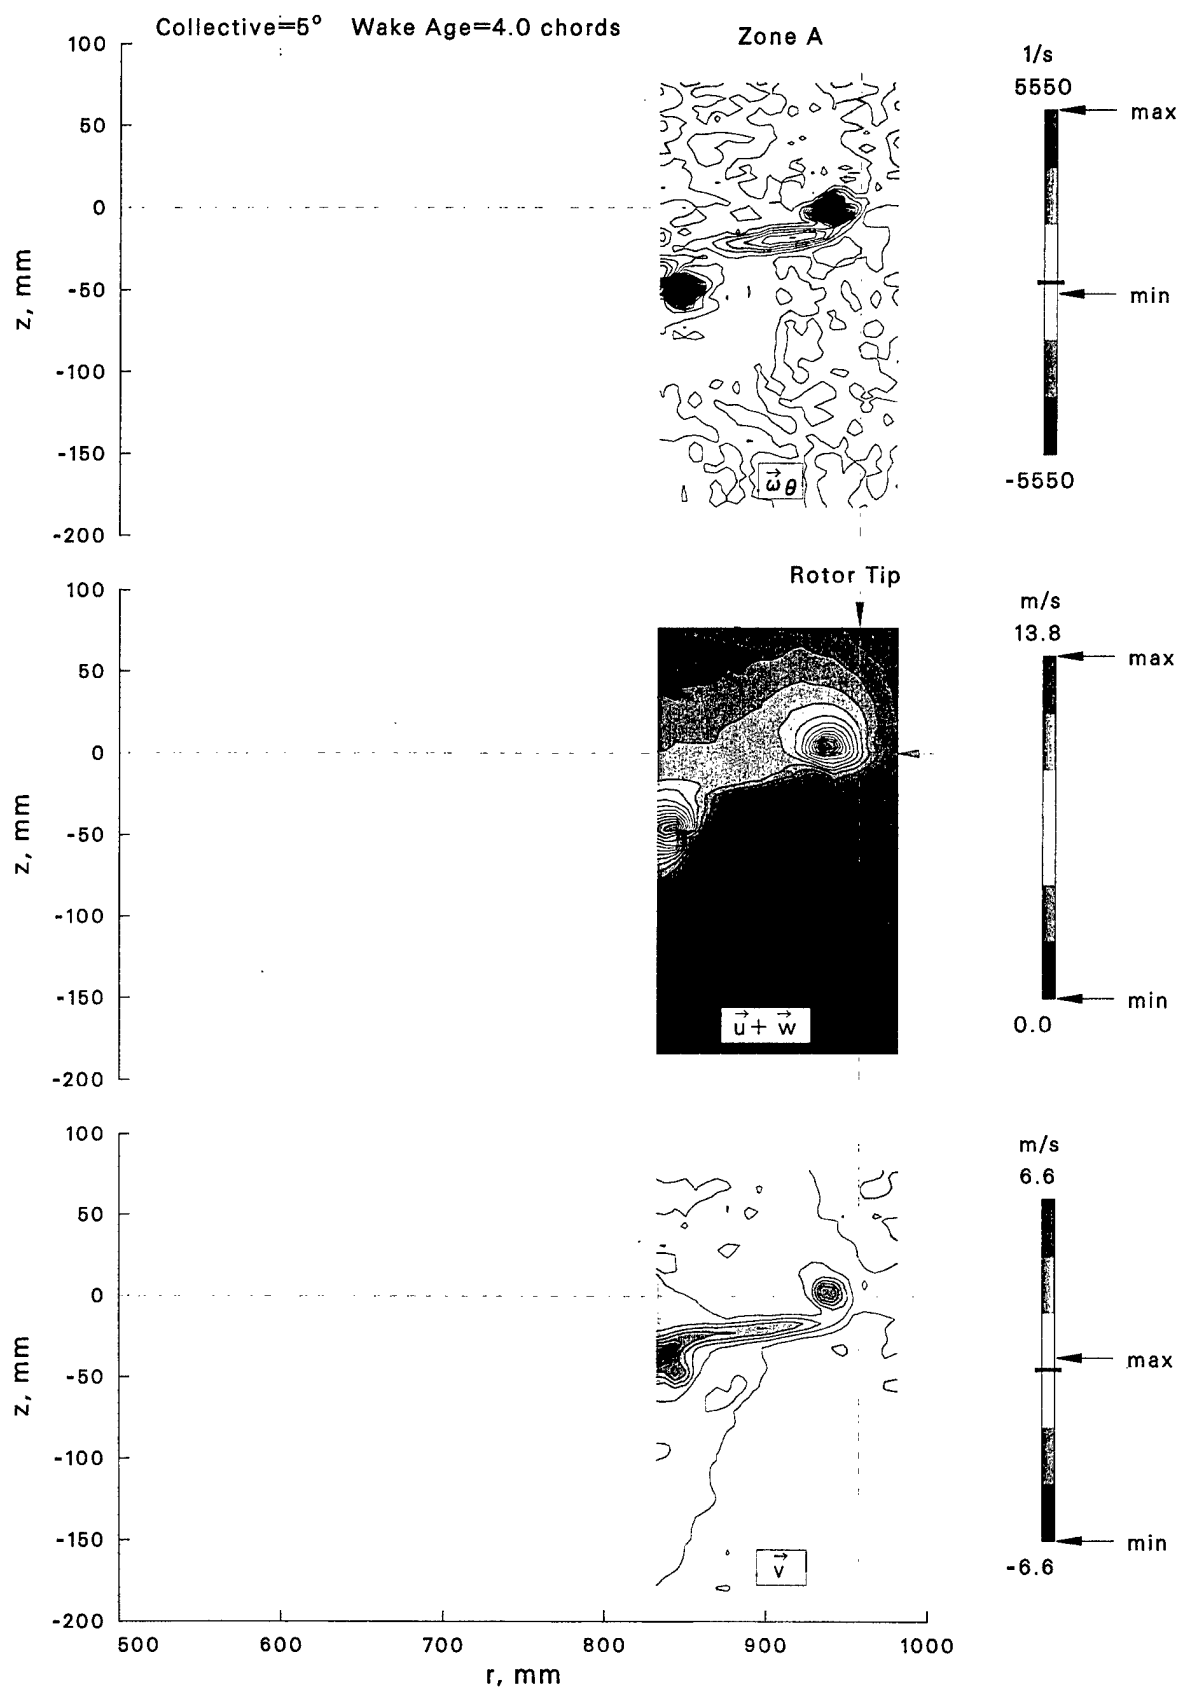 Collective=5° Wake Age=4.0 chords
Zone A
1/s
5550
max
min
-5550
100
50
0
-50
-100
-150
-200
z, mm
ω⃗θ
Rotor Tip
m/s
13.8
max
min
0.0
100
50
0
-50
-100
-150
-200
z, mm
u⃗ + w⃗
m/s
6.6
max
min
-6.6
100
50
0
-50
-100
-150
-200
z, mm
v⃗
500 600 700 800 900 1000
r, mm